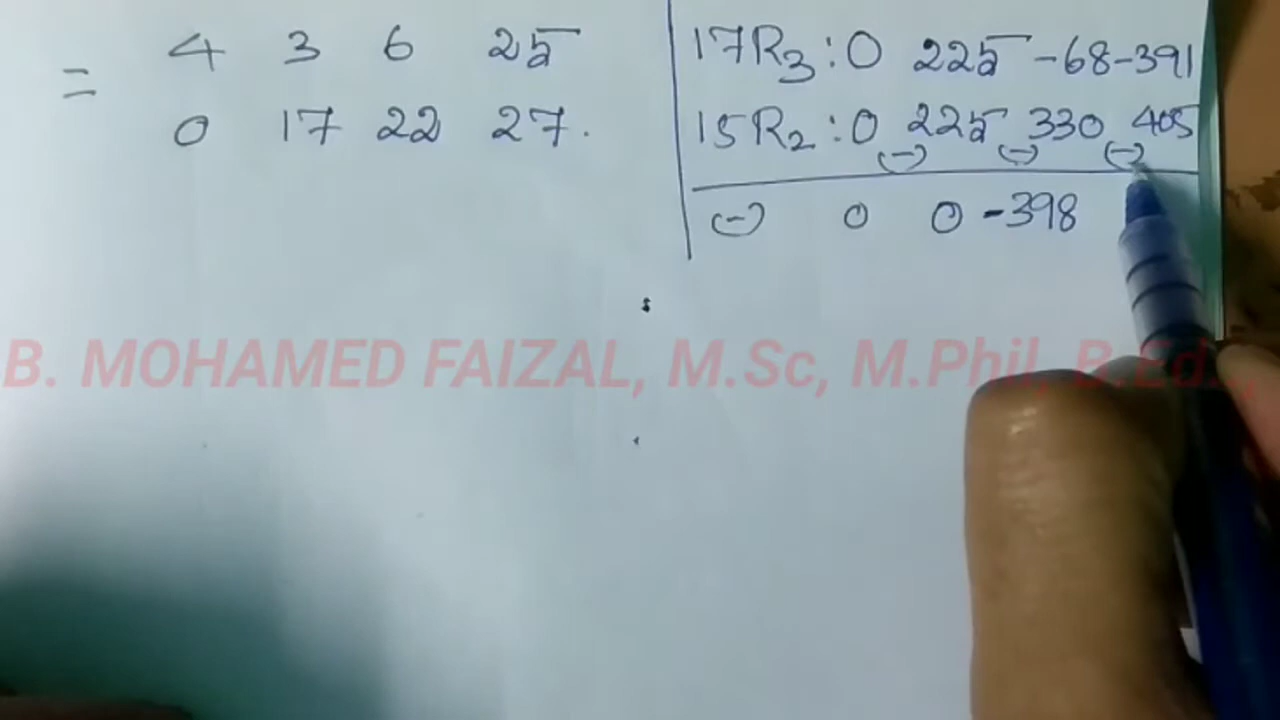 = 4 3 6 25
0 17 22 27.
17R3 : 0 225 -68 -391
15R2 : 0 225 330 405
(-) (-) (-)
(-) 0 0 -398
B. MOHAMED FAIZAL, M.Sc, M.Phil, B.Ed.,